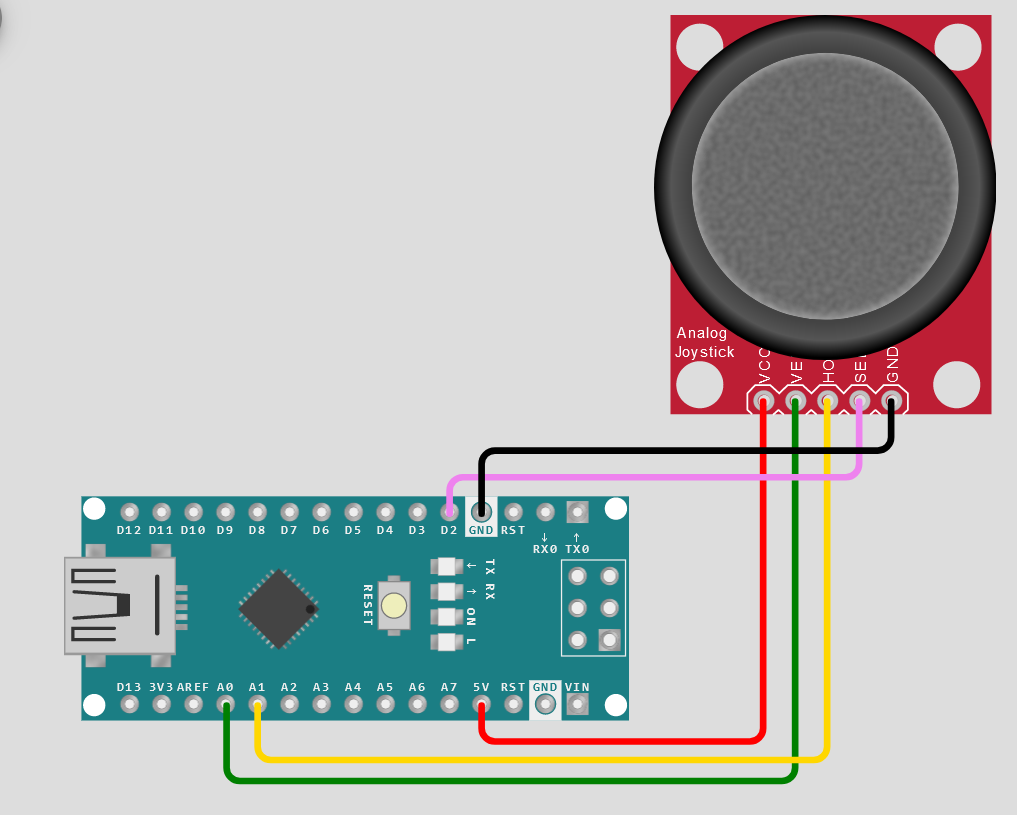 Analog
Joystick
VCC
VE
HO
SE
GND
D12 D11 D10 D9 D8 D7 D6 D5 D4 D3 D2 GND RST
↓ ↑
RX0 TX0
← TX
→ RX
ON
L
RESET
D13 3V3 AREF A0 A1 A2 A3 A4 A5 A6 A7 5V RST GND VIN